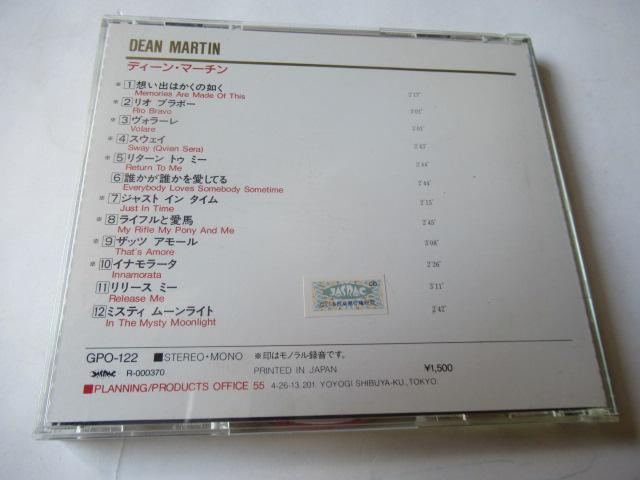 DEAN MARTIN
ディーン・マーチン
※ 1 想い出はかくの如く 2'13"
Memories Are Made Of This
※ 2 リオ ブラボー 3'01"
Rio Bravo
※ 3 ヴォラーレ 3'01"
Volare
※ 4 スウェイ 2'43"
Sway (Qvien Sera)
※ 5 リターン トゥ ミー 2'44"
Return To Me
6 誰かが誰かを愛してる 2'44"
Everybody Loves Somebody Sometime
※ 7 ジャスト イン タイム 2'15"
Just In Time
※ 8 ライフルと愛馬 2'45"
My Rifle My Pony And Me
※ 9 ザッツ アモール 3'08"
That's Amore
※ 10 イナモラータ 2'26"
Innamorata
11 リリース ミー 3'11"
Release Me
12 ミスティ ムーンライト 2'42"
In The Mysty Moonlight
JASRAC
GPO-122 ■STEREO・MONO ※印はモノラル録音です。
JASRAC R-000370 PRINTED IN JAPAN ¥1,500
■PLANNING/PRODUCTS OFFICE 55 4-26-13.201 YOYOGI SHIBUYA-KU., TOKYO.